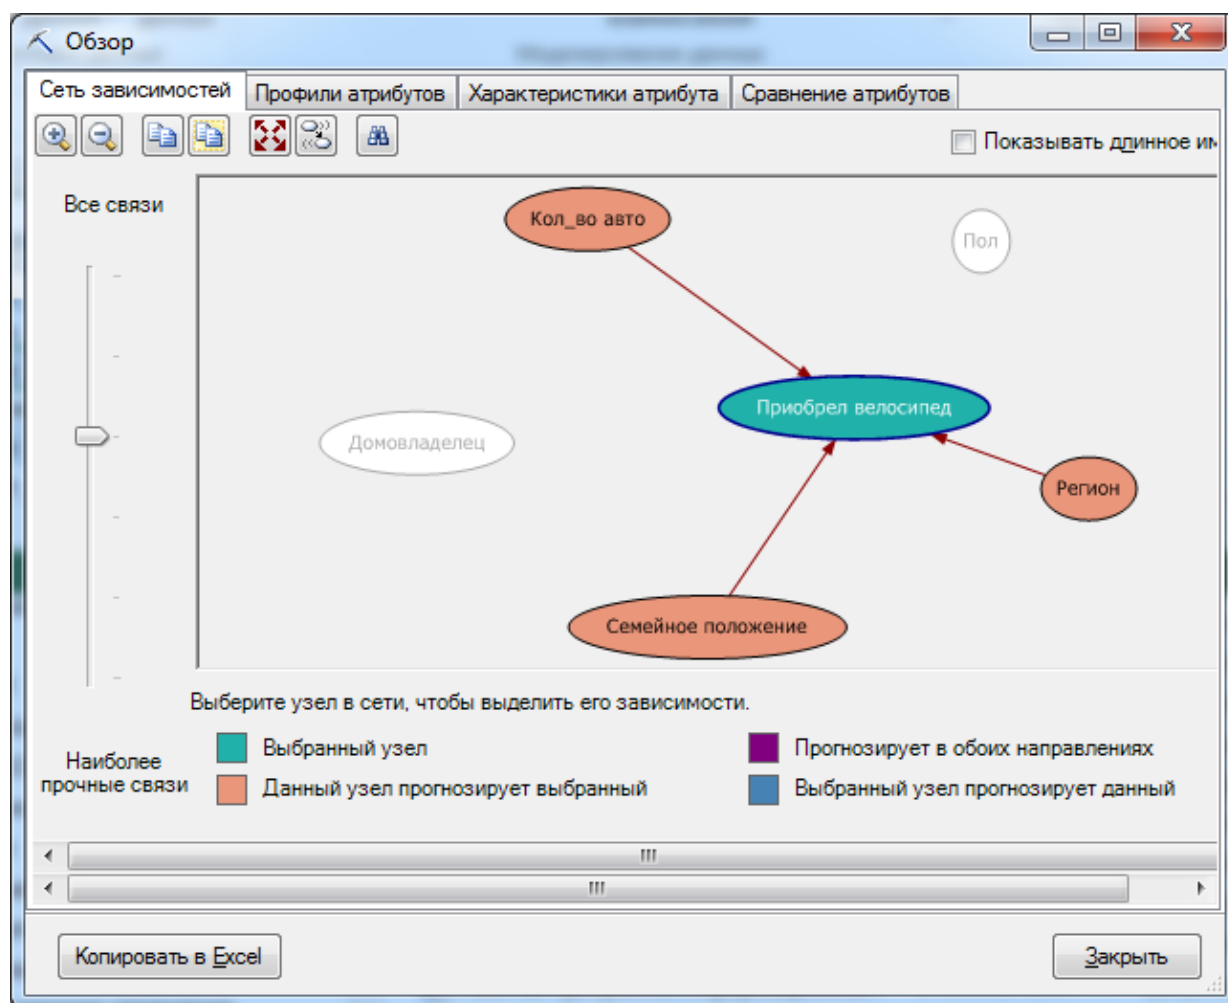 Обзор
Сеть зависимостей Профили атрибутов Характеристики атрибута Сравнение атрибутов
Показывать длинное им
Все связи
Кол_во авто
Пол
Приобрел велосипед
Домовладелец
Регион
Семейное положение
Выберите узел в сети, чтобы выделить его зависимости.
Наиболее
прочные связи
Выбранный узел
Прогнозирует в обоих направлениях
Данный узел прогнозирует выбранный
Выбранный узел прогнозирует данный
Копировать в Excel
Закрыть